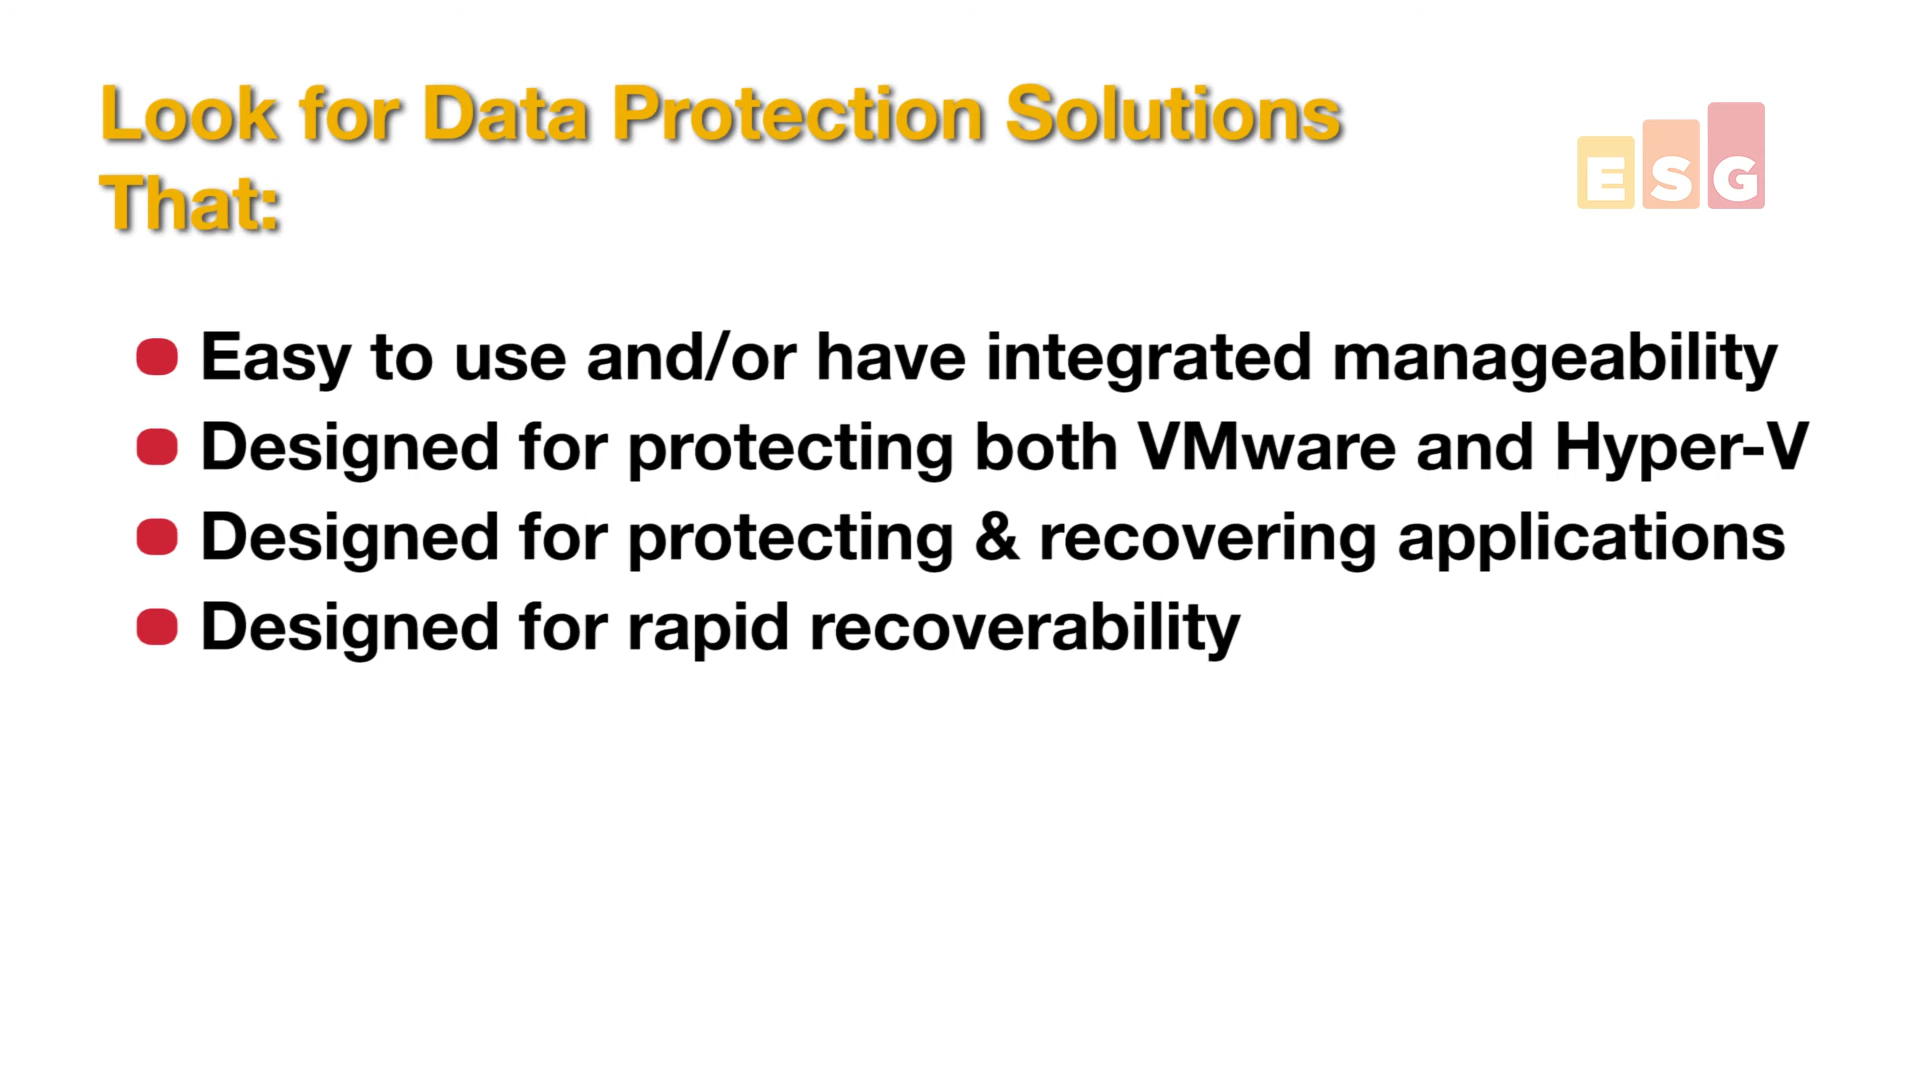 Look for Data Protection Solutions
That:
ESG
Easy to use and/or have integrated manageability
Designed for protecting both VMware and Hyper-V
Designed for protecting & recovering applications
Designed for rapid recoverability